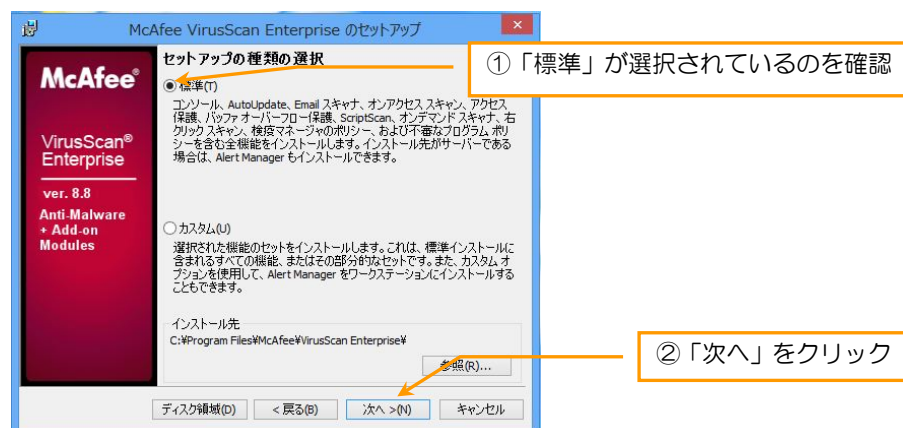 McAfee VirusScan Enterprise のセットアップ
McAfee®
VirusScan®
Enterprise
ver. 8.8
Anti-Malware
+ Add-on
Modules
セットアップの種類の選択
標準(T)
コンソール、AutoUpdate、Email スキャナ、オンアクセス スキャン、アクセス
保護、バッファ オーバーフロー保護、ScriptScan、オンデマンド スキャナ、右
クリック スキャン、検疫マネージャのポリシー、および不審なプログラム ポリ
シーを含む全機能をインストールします。インストール先がサーバーである
場合は、Alert Manager もインストールできます。
カスタム(U)
選択された機能のセットをインストールします。これは、標準インストールに
含まれるすべての機能、またはその部分的なセットです。また、カスタム オ
プションを使用して、Alert Manager をワークステーションにインストールする
こともできます。
インストール先
C:¥Program Files¥McAfee¥VirusScan Enterprise¥
参照(R)...
ディスク領域(D)
< 戻る(B)
次へ >(N)
キャンセル
①「標準」が選択されているのを確認
②「次へ」をクリック